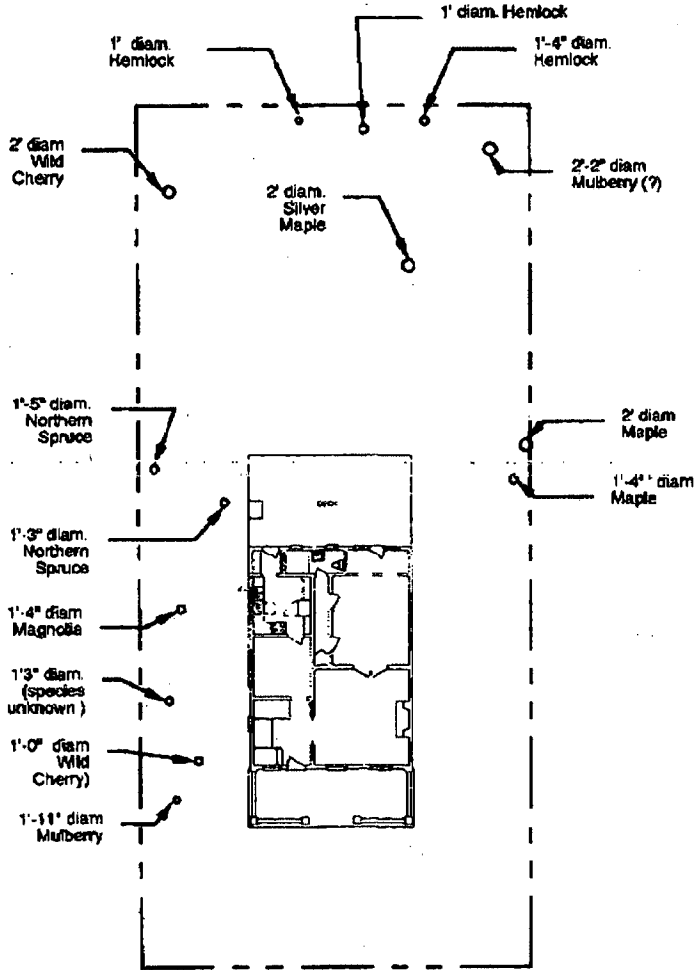 1' diam. Hemlock
1' diam.
Hemlock
1'-4" diam.
Hemlock
2' diam
Wild
Cherry
2' diam.
Silver
Maple
2'-2" diam
Mulberry (?)
1'-5" diam.
Northern
Spruce
2' diam
Maple
1'-4" diam
Maple
DECK
1'-3" diam.
Northern
Spruce
1'-4" diam
Magnolia
1'3" diam.
(species
unknown )
1'-0" diam
Wild
Cherry)
1'-11" diam
Mulberry